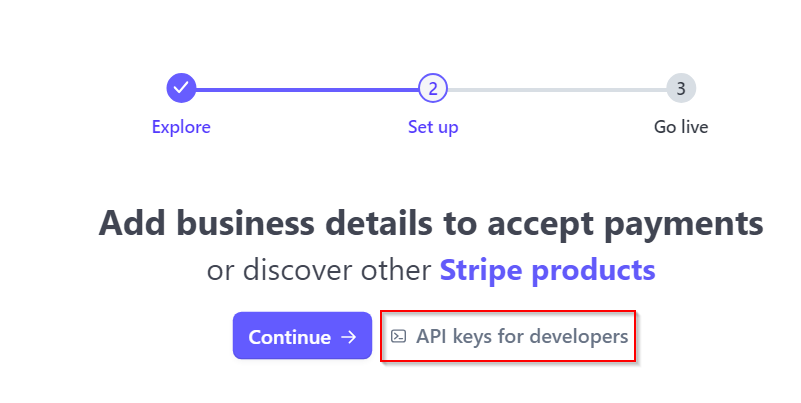 2
3
Explore
Set up
Go live
Add business details to accept payments
or discover other Stripe products
Continue →
API keys for developers